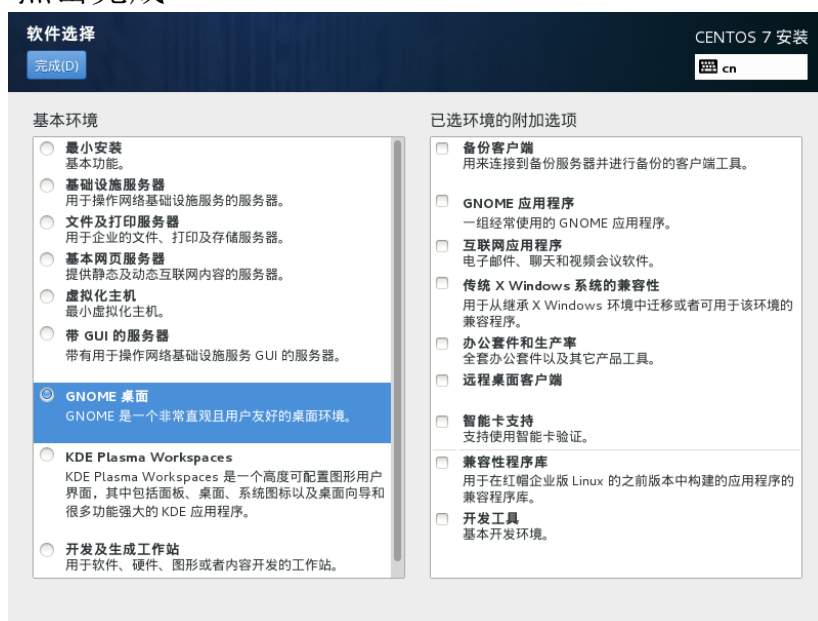 点击完成
软件选择
CENTOS 7 安装
完成(D)
cn
基本环境
最小安装
基本功能。
基础设施服务器
用于操作网络基础设施服务的服务器。
文件及打印服务器
用于企业的文件、打印及存储服务器。
基本网页服务器
提供静态及动态互联网内容的服务器。
虚拟化主机
最小虚拟化主机。
带 GUI 的服务器
带有用于操作网络基础设施服务 GUI 的服务器。
GNOME 桌面
GNOME 是一个非常直观且用户友好的桌面环境。
KDE Plasma Workspaces
KDE Plasma Workspaces 是一个高度可配置图形用户
界面，其中包括面板、桌面、系统图标以及桌面向导和
很多功能强大的 KDE 应用程序。
开发及生成工作站
用于软件、硬件、图形或者内容开发的工作站。
已选环境的附加选项
备份客户端
用来连接到备份服务器并进行备份的客户端工具。
GNOME 应用程序
一组经常使用的 GNOME 应用程序。
互联网应用程序
电子邮件、聊天和视频会议软件。
传统 X Windows 系统的兼容性
用于从继承 X Windows 环境中迁移或者可用于该环境的
兼容程序。
办公套件和生产率
全套办公套件以及其它产品工具。
远程桌面客户端
智能卡支持
支持使用智能卡验证。
兼容性程序库
用于在红帽企业版 Linux 的之前版本中构建的应用程序的
兼容程序库。
开发工具
基本开发环境。